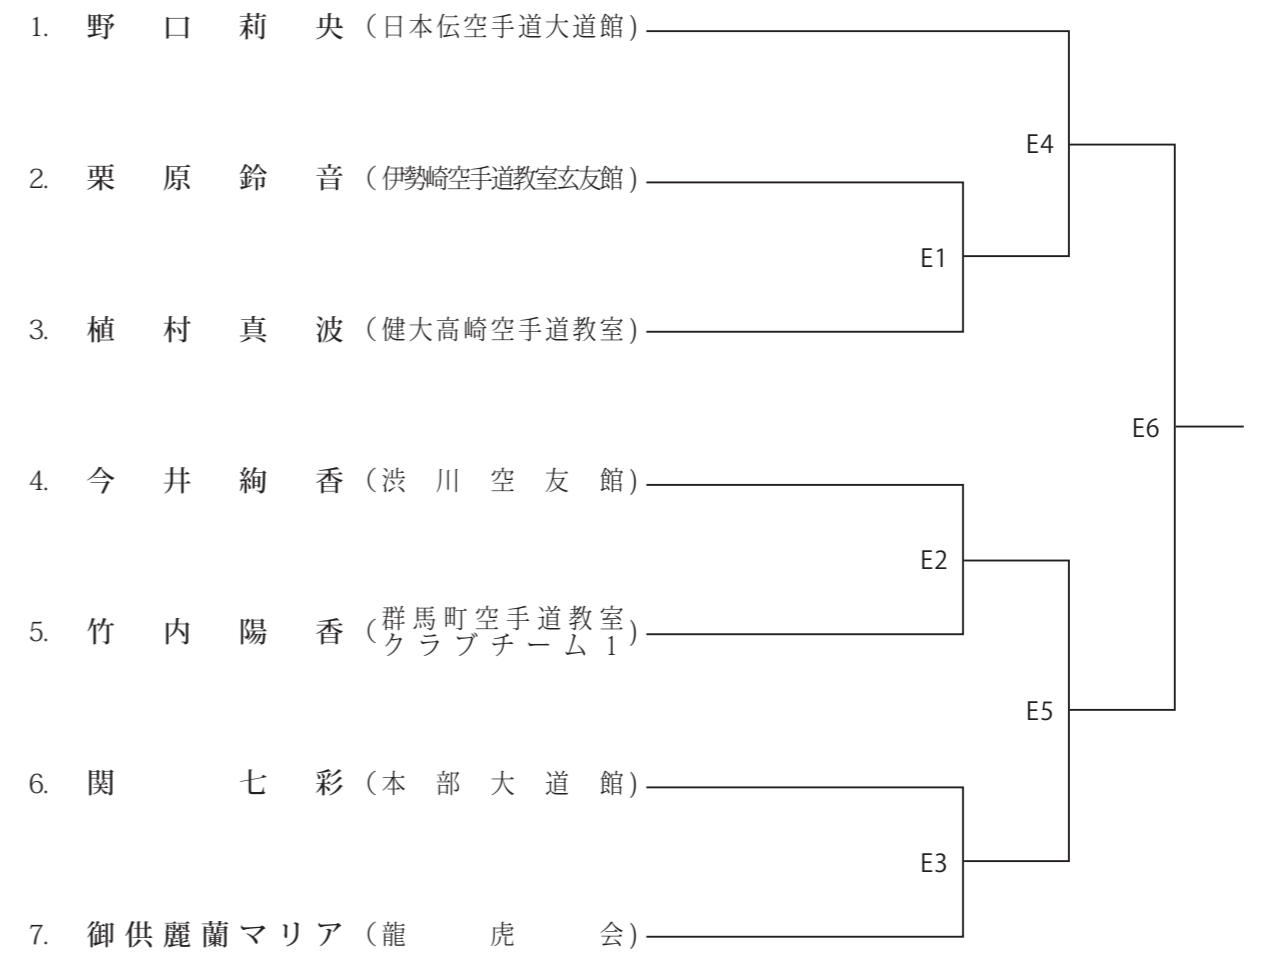 1. 野口莉央（日本伝空手道大道館）
E4
2. 栗原鈴音（伊勢崎空手道教室玄友館）
E1
3. 植村真波（健大高崎空手道教室）
E6
4. 今井絢香（渋川空友館）
E2
5. 竹内陽香（群馬町空手道教室
クラブチーム1）
E5
6. 関七彩（本部大道館）
E3
7. 御供麗蘭マリア（龍虎会）